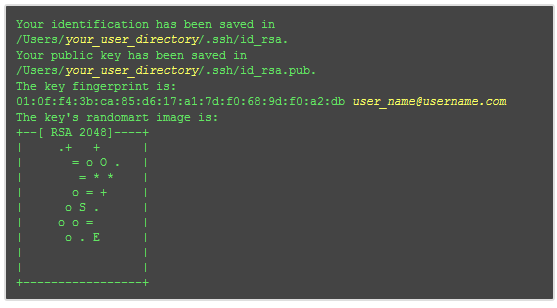 Your identification has been saved in
/Users/your_user_directory/.ssh/id_rsa.
Your public key has been saved in
/Users/your_user_directory/.ssh/id_rsa.pub.
The key fingerprint is:
01:0f:f4:3b:ca:85:d6:17:a1:7d:f0:68:9d:f0:a2:db user_name@username.com
The key's randomart image is:
+--[ RSA 2048]----+
|     .+   +      |
|       = o O .   |
|        = * *    |
|       o = +     |
|      o S .      |
|     o o =       |
|      o . E      |
|                 |
|                 |
+-----------------+